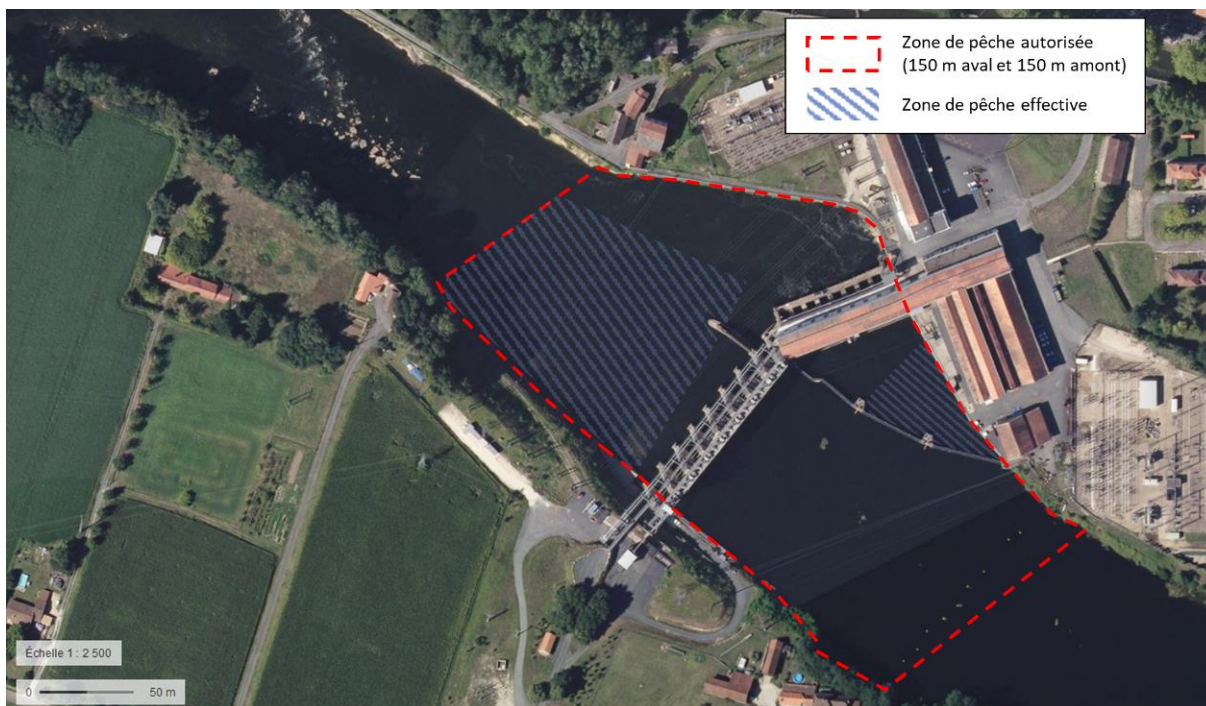 Zone de pêche autorisée
(150 m aval et 150 m amont)
Zone de pêche effective
Échelle 1 : 2 500
0 50 m